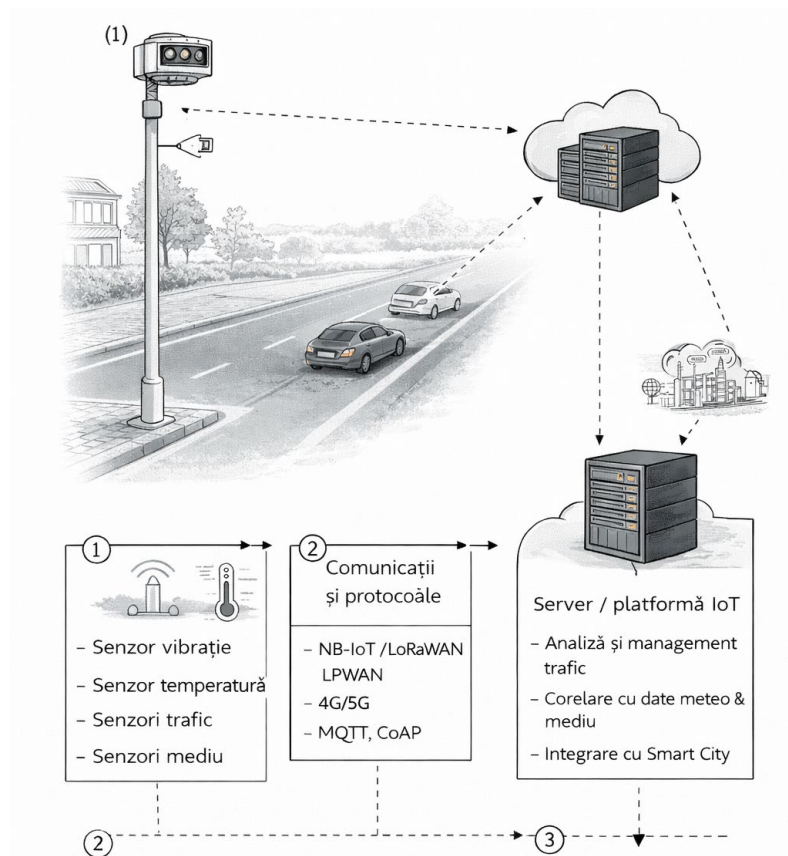 (1)
1
2
Comunicații
și protocoale
Server / platformă IoT
– Senzor vibrație
– Senzor temperatură
– Senzori trafic
– Senzori mediu
– NB-IoT /LoRaWAN
LPWAN
– 4G/5G
– MQTT, CoAP
– Analiză și management
trafic
– Corelare cu date meteo &
mediu
– Integrare cu Smart City
2
3